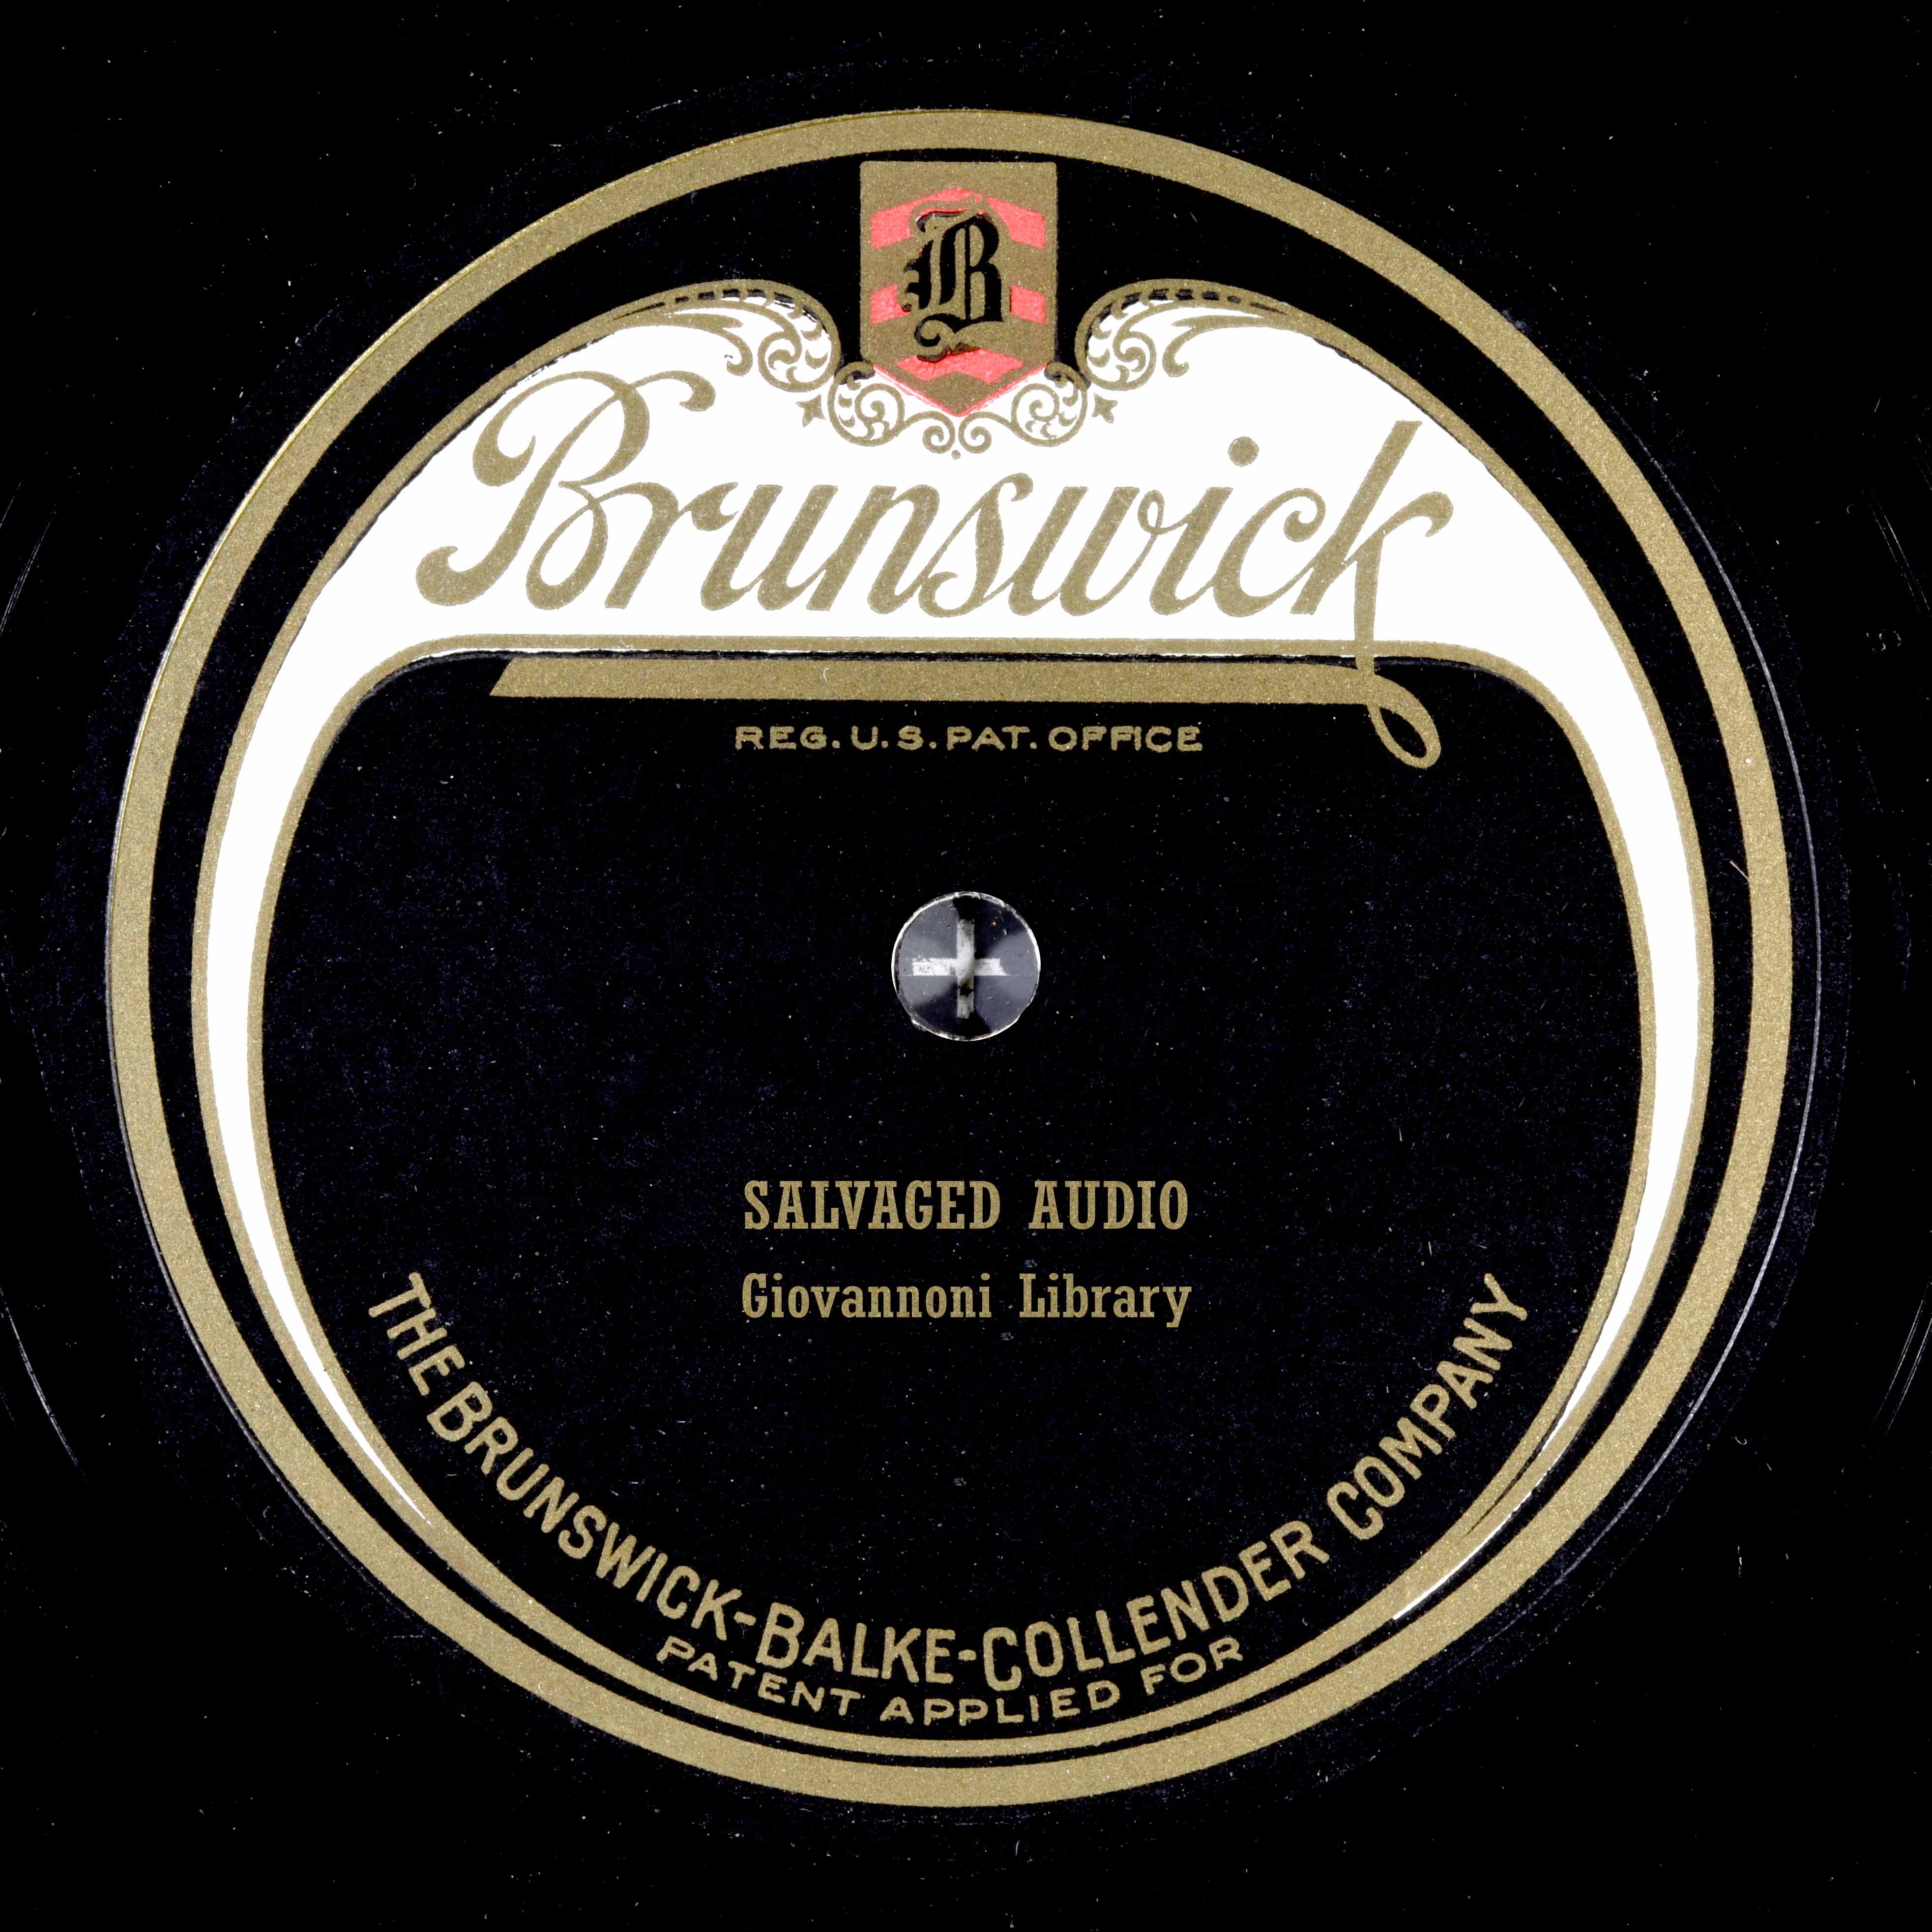 B
Brunswick
REG. U.S. PAT. OFFICE
SALVAGED AUDIO
Giovannoni Library
THE BRUNSWICK-BALKE-COLLENDER COMPANY
PATENT APPLIED FOR